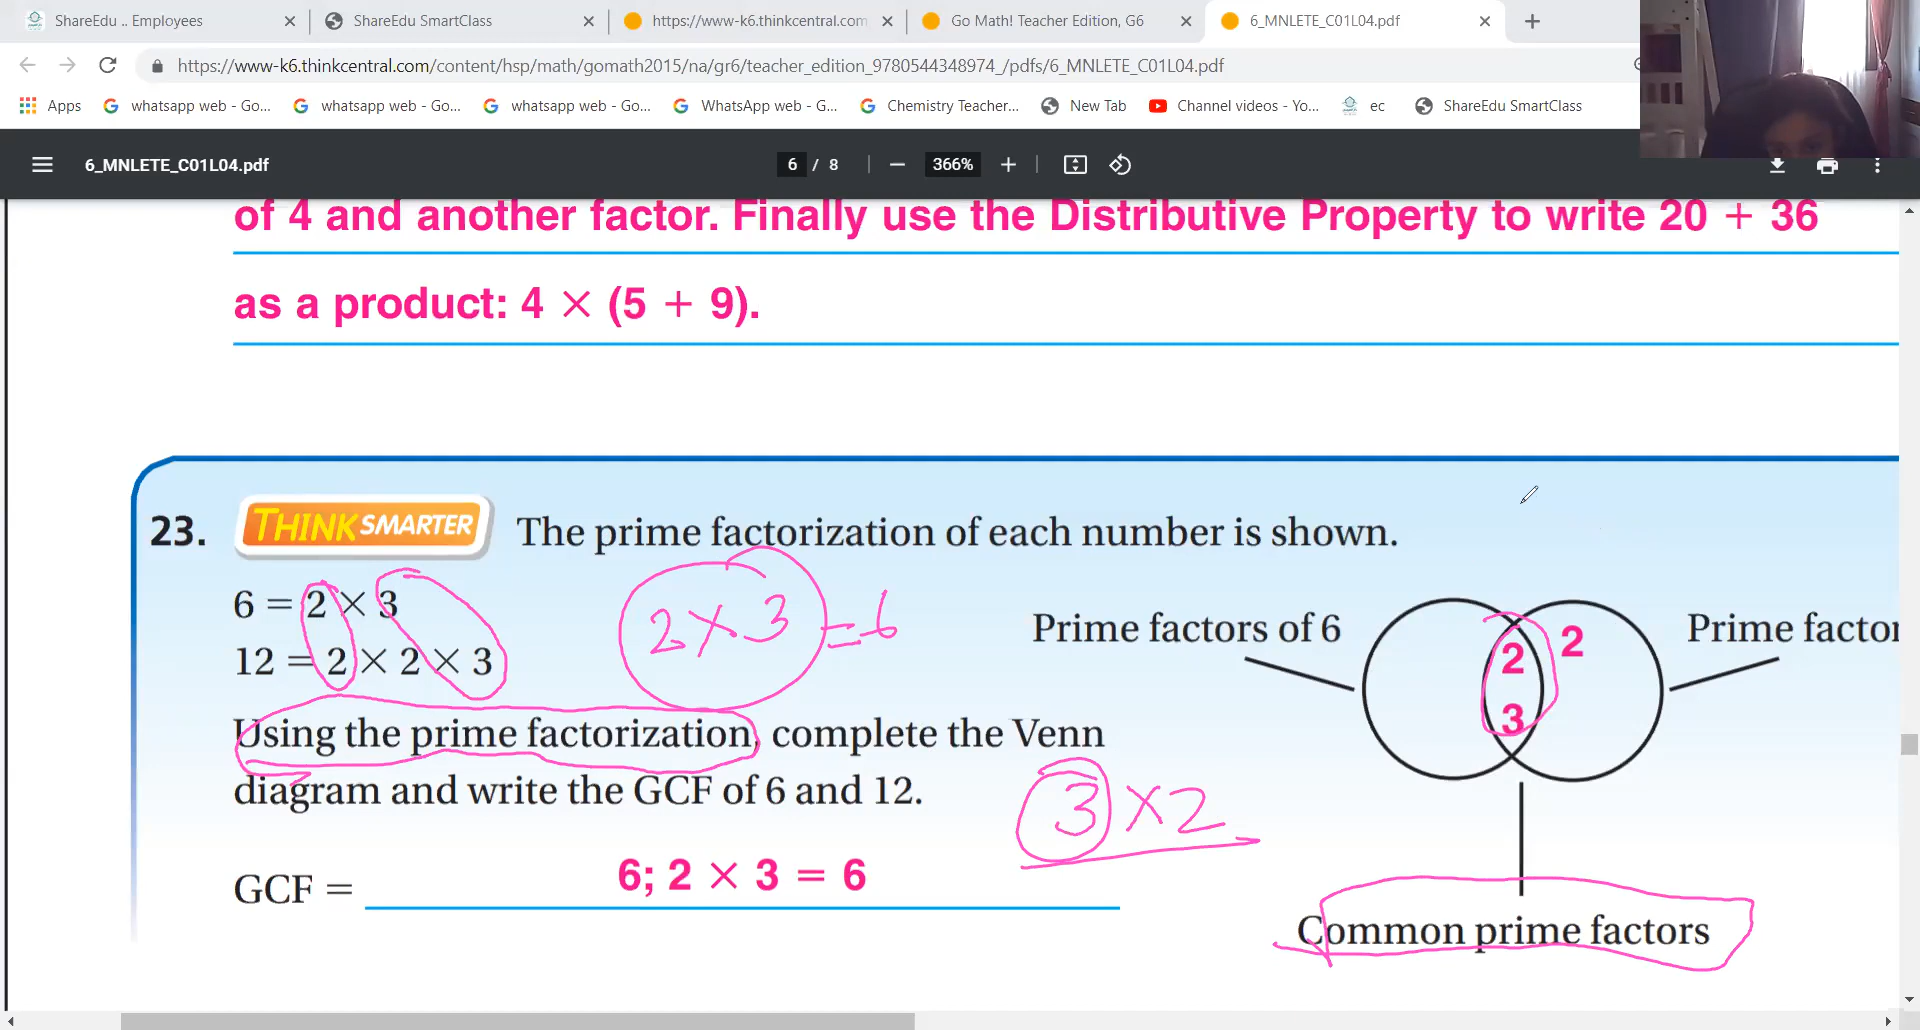 ShareEdu .. Employees
ShareEdu SmartClass
https://www-k6.thinkcentral.com
Go Math! Teacher Edition, G6
6_MNLETE_C01L04.pdf
https://www-k6.thinkcentral.com/content/hsp/math/gomath2015/na/gr6/teacher_edition_9780544348974_/pdfs/6_MNLETE_C01L04.pdf
Apps whatsapp web - Go... whatsapp web - Go... whatsapp web - Go... WhatsApp web - G... Chemistry Teacher... New Tab Channel videos - Yo... ec ShareEdu SmartClass
6_MNLETE_C01L04.pdf 6 / 8 366%
of 4 and another factor. Finally use the Distributive Property to write 20 + 36
as a product: 4 × (5 + 9).
23. THINK SMARTER The prime factorization of each number is shown.
6 = 2 × 3
12 = 2 × 2 × 3
2 × 3 = 6
Using the prime factorization, complete the Venn
diagram and write the GCF of 6 and 12.
3 × 2
GCF = 6; 2 × 3 = 6
Prime factors of 6
2
3
2
Prime factor
Common prime factors